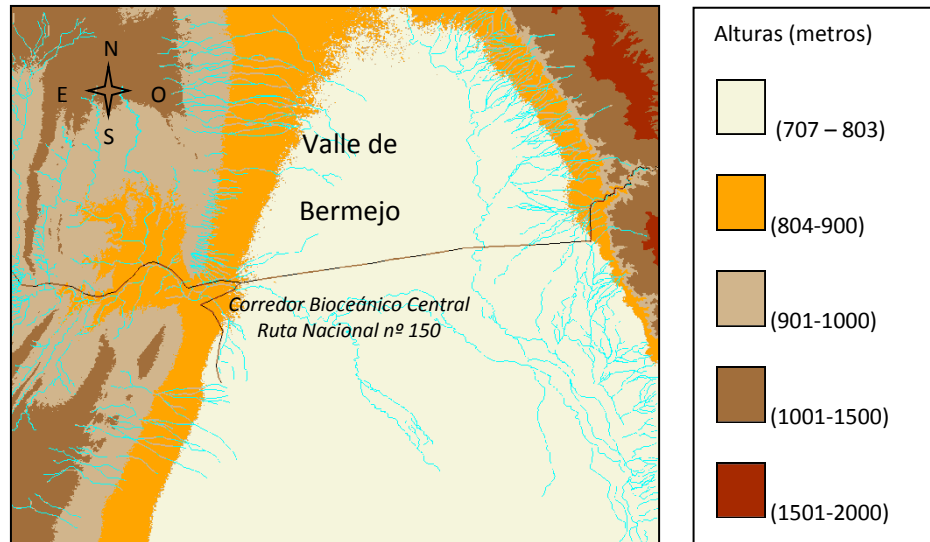 N
E
O
S
Valle de
Bermejo
Corredor Bioceánico Central
Ruta Nacional nº 150
Alturas (metros)
(707 – 803)
(804-900)
(901-1000)
(1001-1500)
(1501-2000)